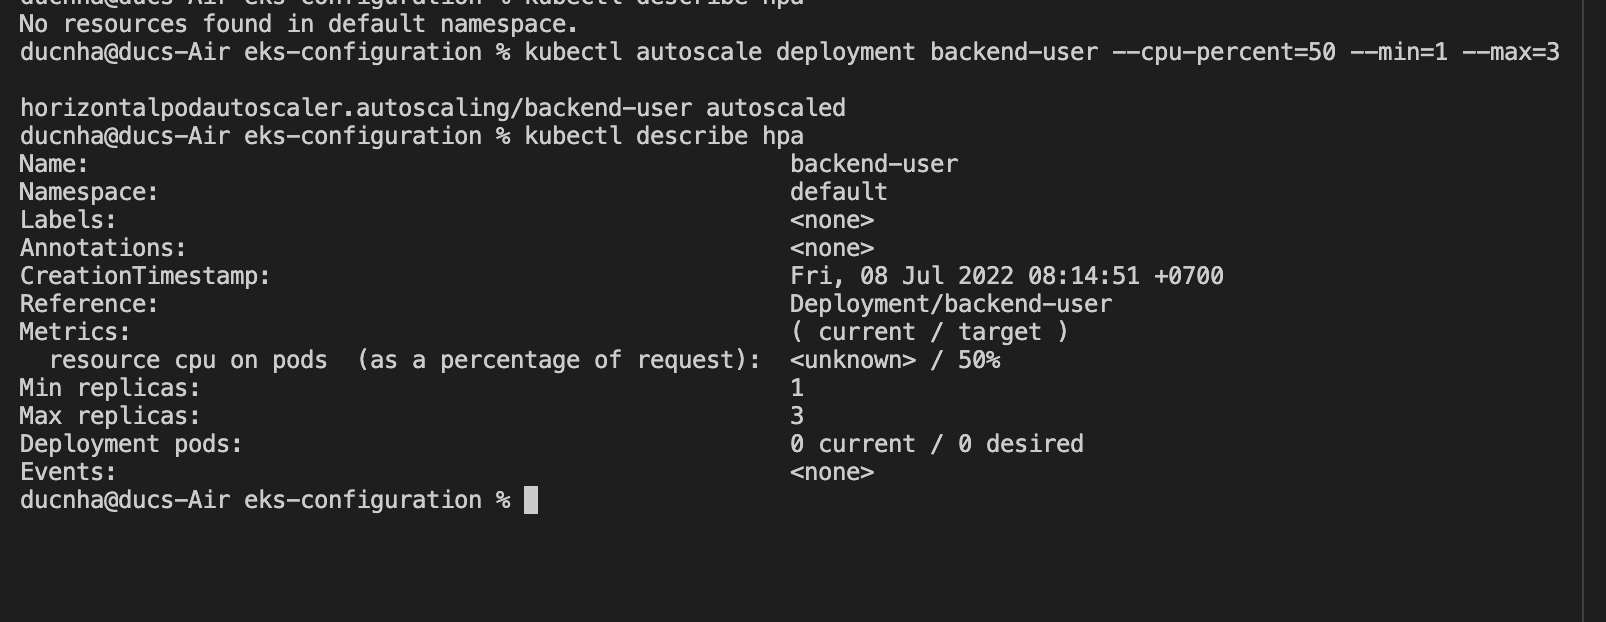 ducnha@ducs-Air eks-configuration % kubectl describe hpa
No resources found in default namespace.
ducnha@ducs-Air eks-configuration % kubectl autoscale deployment backend-user --cpu-percent=50 --min=1 --max=3
horizontalpodautoscaler.autoscaling/backend-user autoscaled
ducnha@ducs-Air eks-configuration % kubectl describe hpa
Name: backend-user
Namespace: default
Labels: <none>
Annotations: <none>
CreationTimestamp: Fri, 08 Jul 2022 08:14:51 +0700
Reference: Deployment/backend-user
Metrics: ( current / target )
resource cpu on pods (as a percentage of request): <unknown> / 50%
Min replicas: 1
Max replicas: 3
Deployment pods: 0 current / 0 desired
Events: <none>
ducnha@ducs-Air eks-configuration %